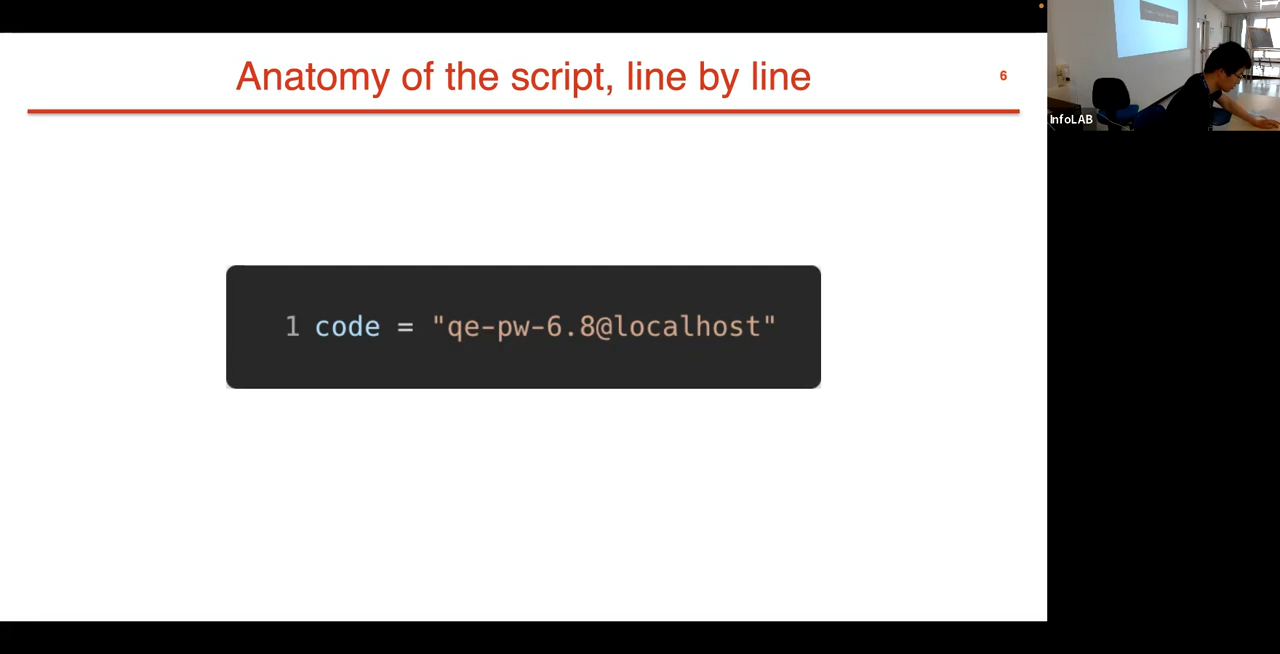 Anatomy of the script, line by line
6
1 code = "qe-pw-6.8@localhost"
InfoLAB